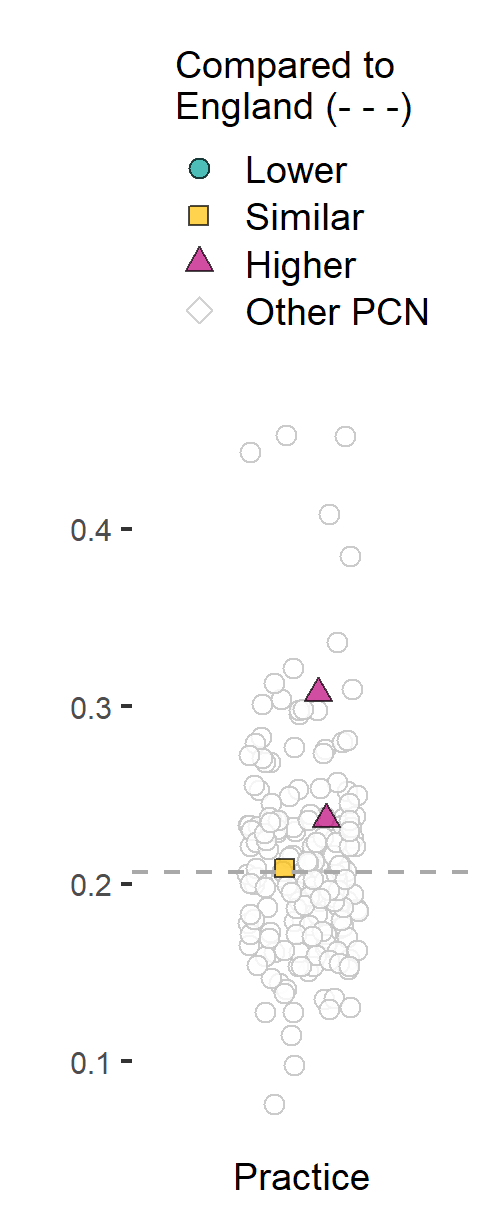 Compared to
England (- - -)
Lower
Similar
Higher
Other PCN
0.4
0.3
0.2
0.1
Practice